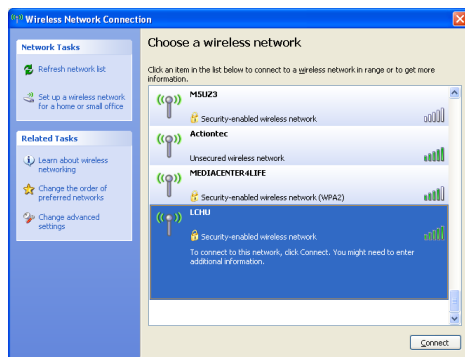 Wireless Network Connection
Network Tasks
Refresh network list
Set up a wireless network
for a home or small office
Related Tasks
Learn about wireless
networking
Change the order of
preferred networks
Change advanced
settings
Choose a wireless network
Click an item in the list below to connect to a wireless network in range or to get more
information.
MSUZ3
Security-enabled wireless network
Actiontec
Unsecured wireless network
MEDIACENTER4LIFE
Security-enabled wireless network (WPA2)
LCHU
Security-enabled wireless network
To connect to this network, click Connect. You might need to enter
additional information.
Connect